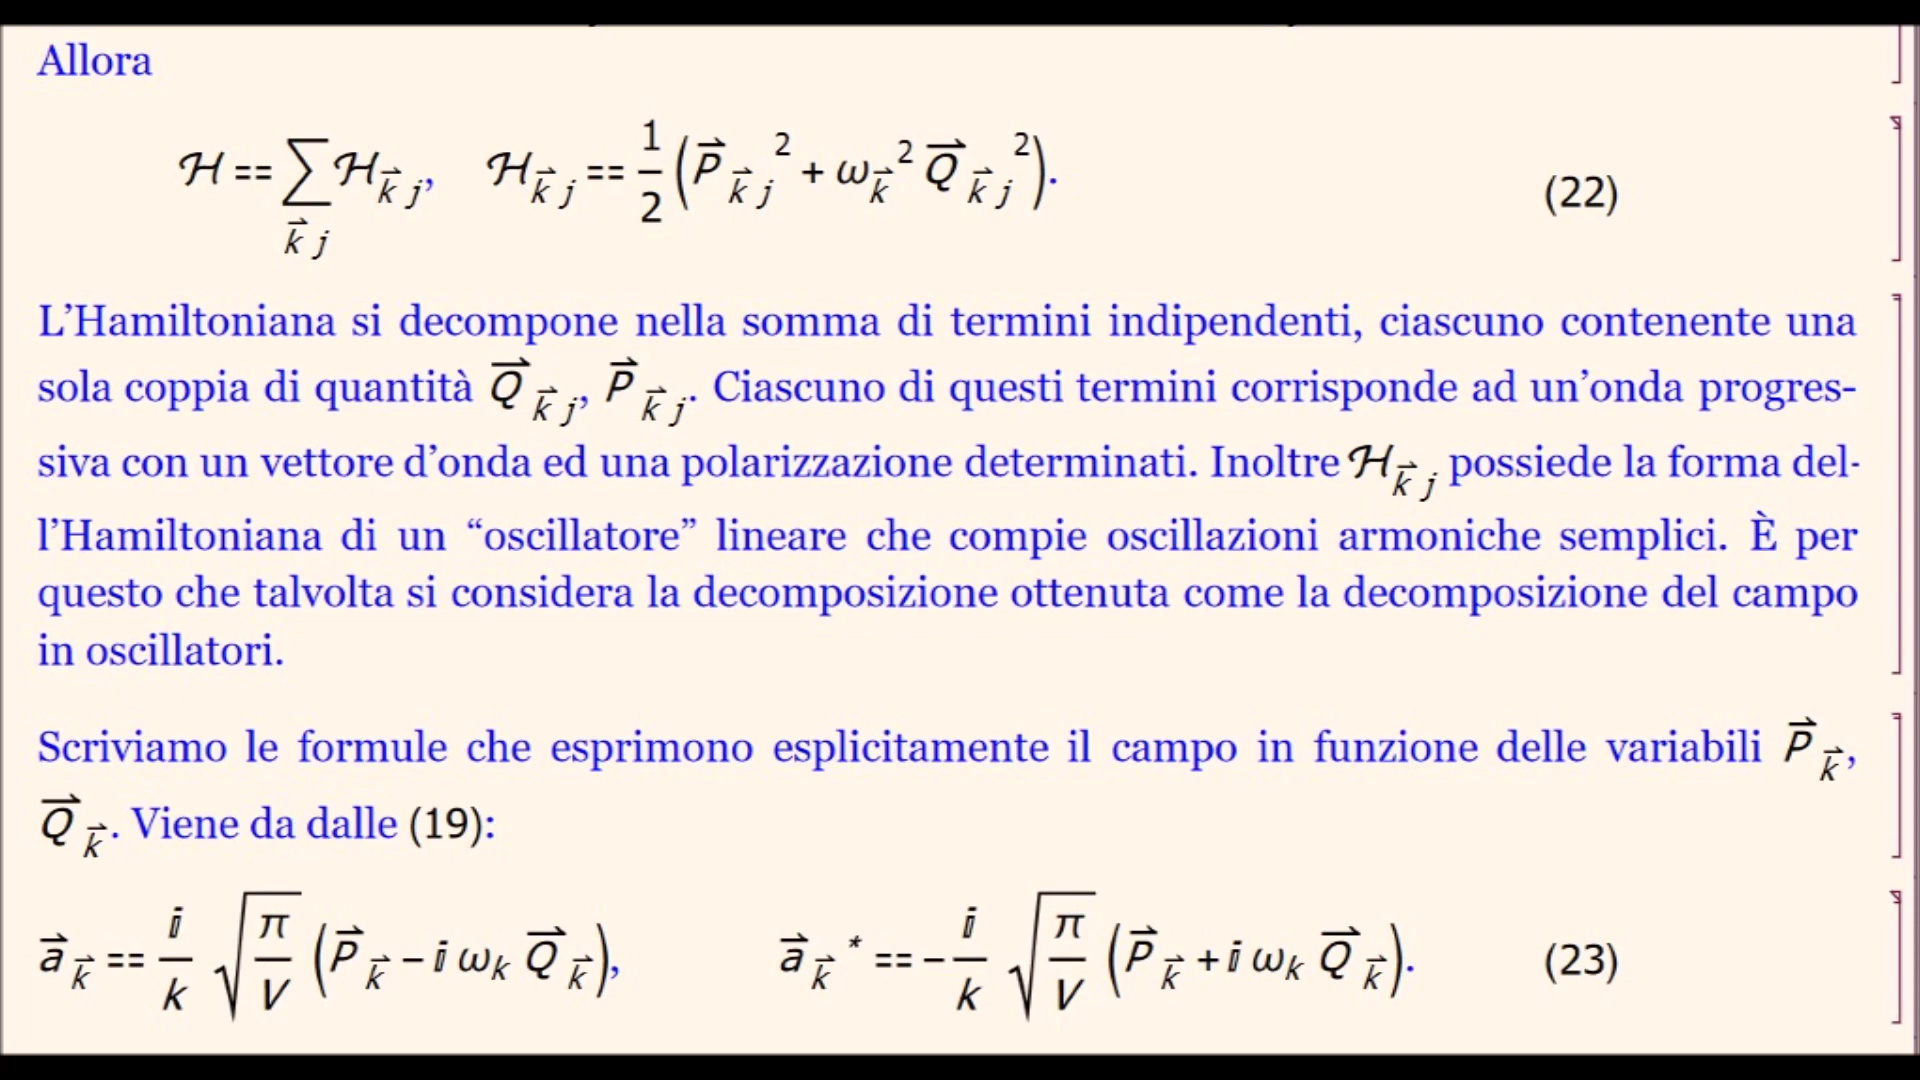 Allora
ℋ == ∑_{k⃗ j} ℋ_{k⃗ j}, ℋ_{k⃗ j} == 1/2 (P⃗_{k⃗ j}² + ω_{k⃗}² Q⃗_{k⃗ j}²). (22)
L’Hamiltoniana si decompone nella somma di termini indipendenti, ciascuno contenente una
sola coppia di quantità Q⃗_{k⃗ j}, P⃗_{k⃗ j}. Ciascuno di questi termini corrisponde ad un’onda progres-
siva con un vettore d’onda ed una polarizzazione determinati. Inoltre ℋ_{k⃗ j} possiede la forma del-
l’Hamiltoniana di un “oscillatore” lineare che compie oscillazioni armoniche semplici. È per
questo che talvolta si considera la decomposizione ottenuta come la decomposizione del campo
in oscillatori.
Scriviamo le formule che esprimono esplicitamente il campo in funzione delle variabili P⃗_{k⃗},
Q⃗_{k⃗}. Viene da dalle (19):
a⃗_{k⃗} == i/k √(π/V) (P⃗_{k⃗} − i ω_k Q⃗_{k⃗}), a⃗_{k⃗}* == − i/k √(π/V) (P⃗_{k⃗} + i ω_k Q⃗_{k⃗}). (23)